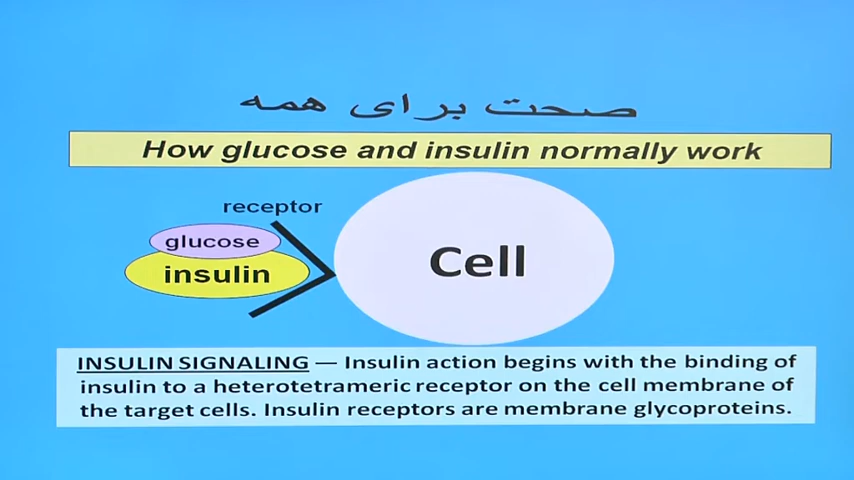 صحت برای همه
How glucose and insulin normally work
receptor
glucose
insulin
Cell
INSULIN SIGNALING — Insulin action begins with the binding of
insulin to a heterotetrameric receptor on the cell membrane of
the target cells. Insulin receptors are membrane glycoproteins.